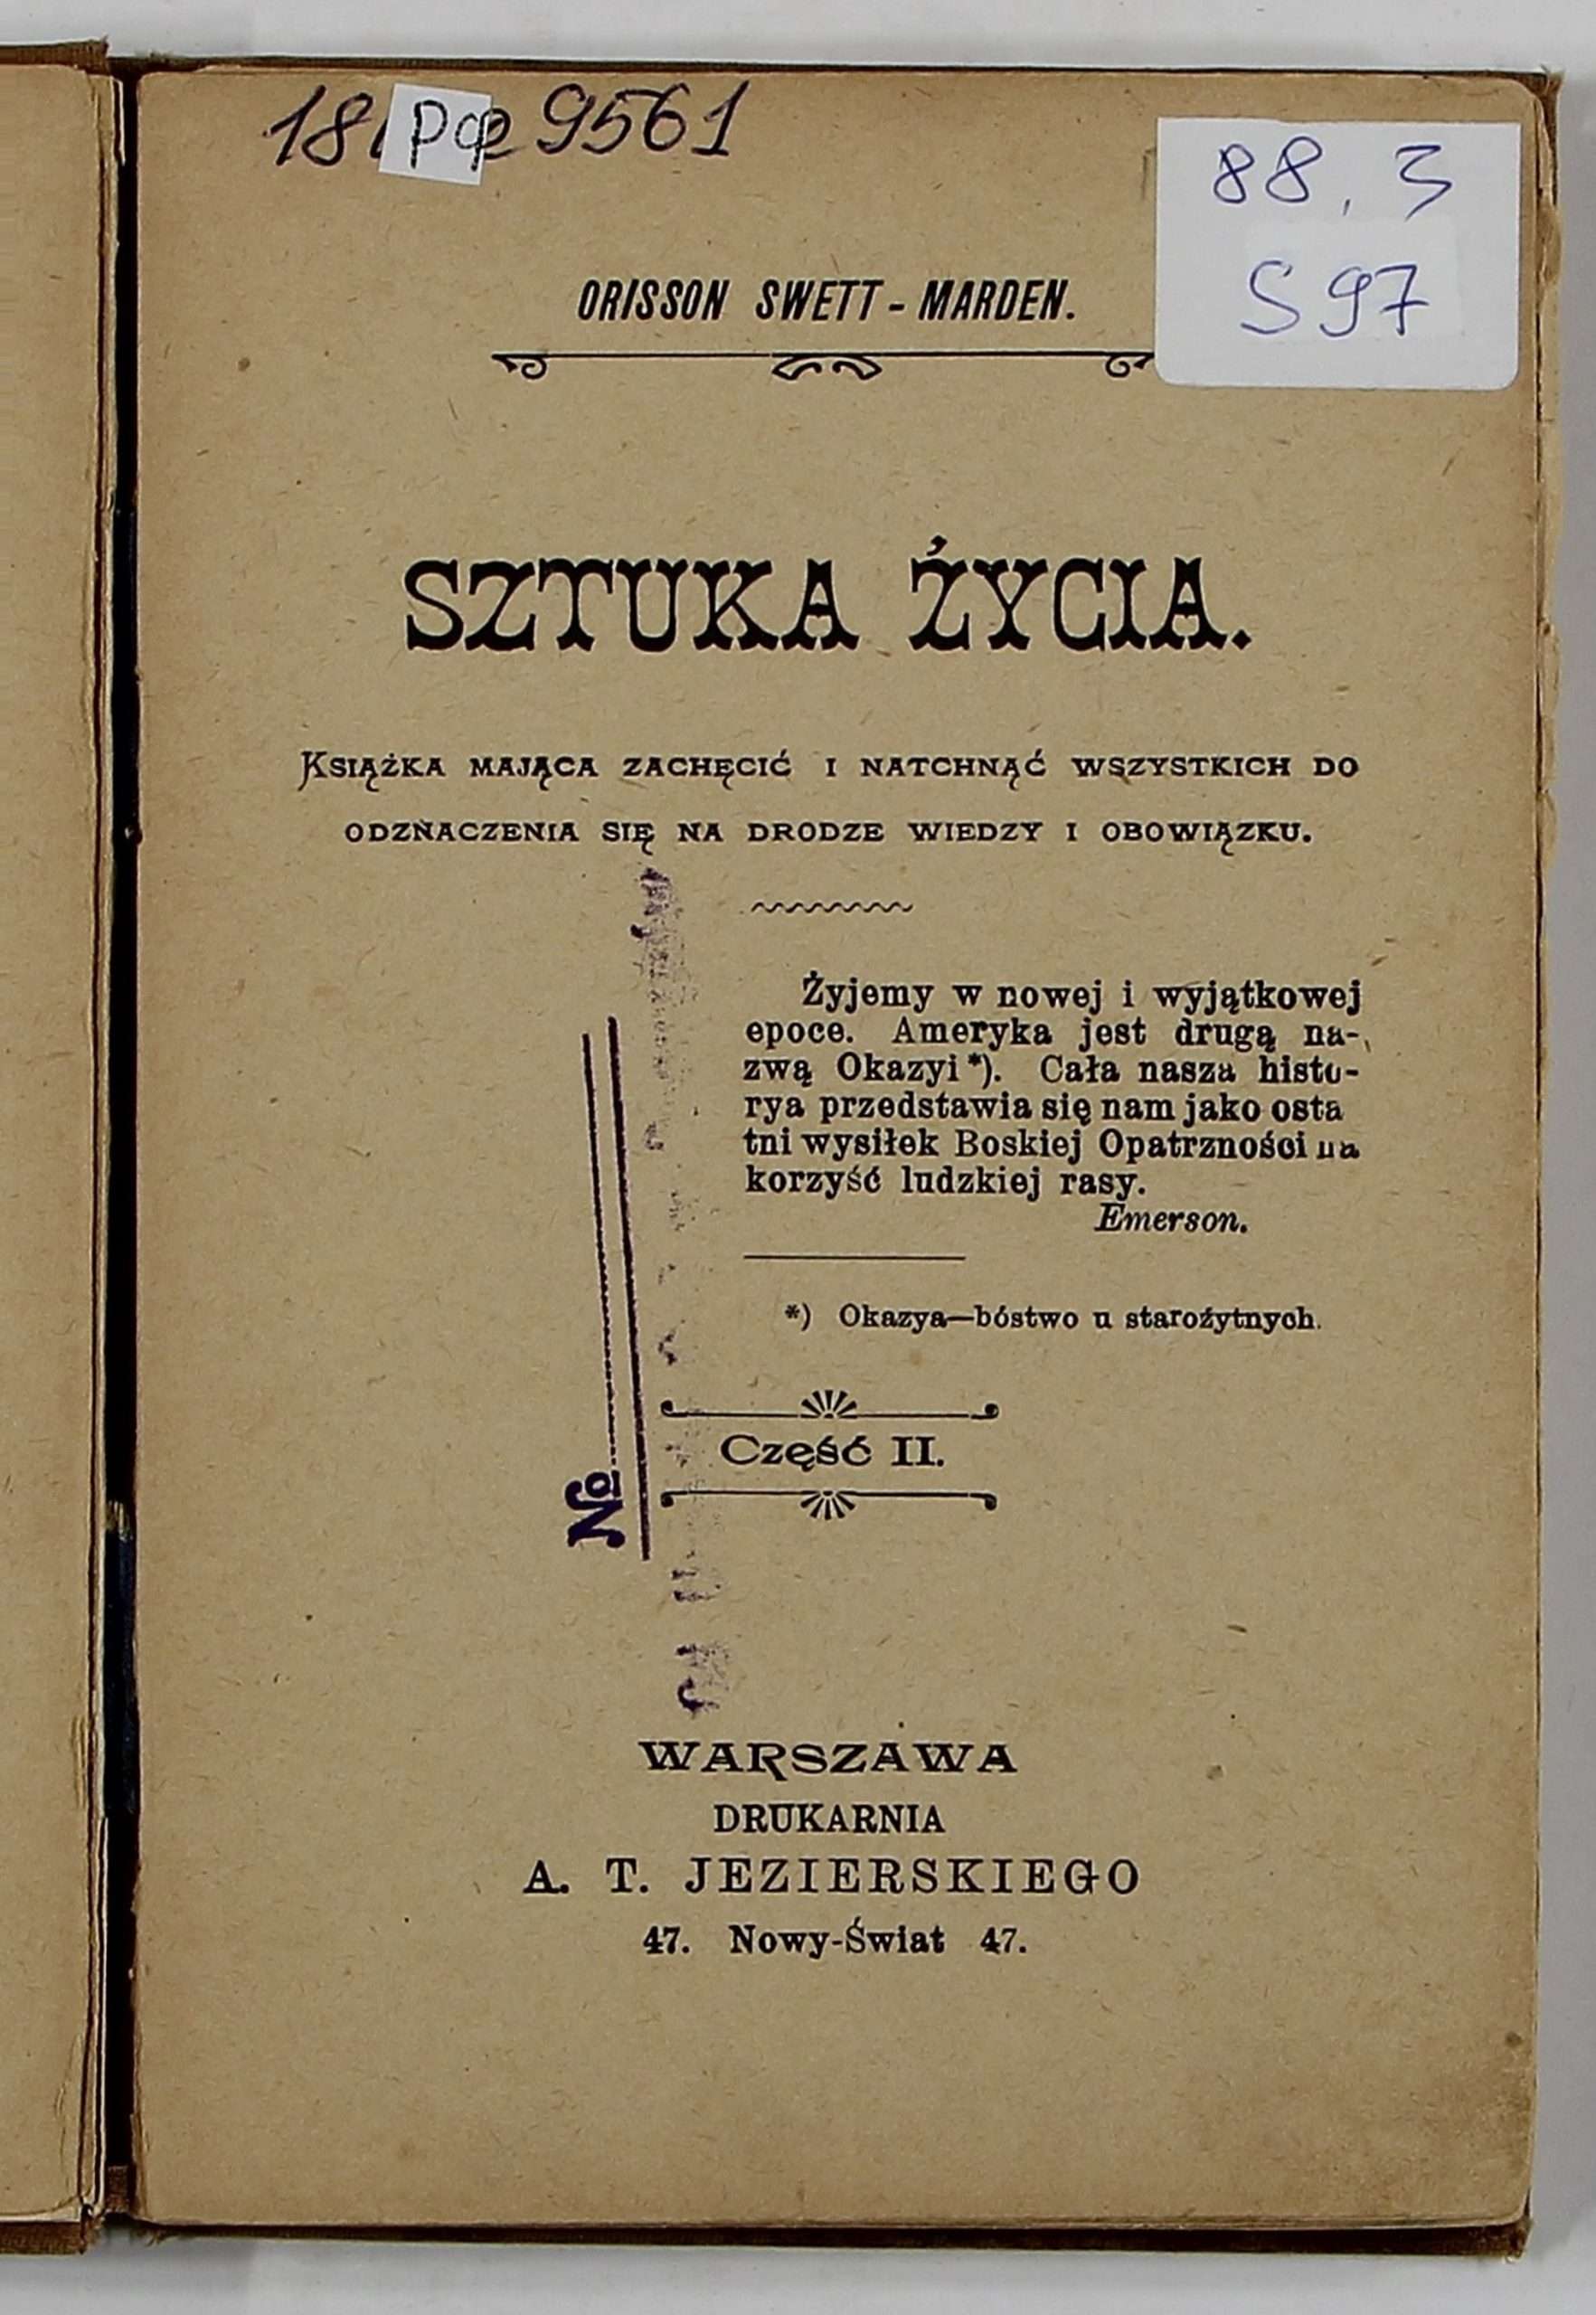 рф 9561
88.3
S97
ORISSON SWETT-MARDEN.
SZTUKA ŻYCIA.
KSIĄŻKA MAJĄCA ZACHĘCIĆ I NATCHNĄĆ WSZYSTKICH DO
ODZNACZENIA SIĘ NA DRODZE WIEDZY I OBOWIĄZKU.
Żyjemy w nowej i wyjątkowej
epoce. Ameryka jest drugą na-
zwą Okazyi *). Cała nasza histo-
rya przedstawia się nam jako osta
tni wysiłek Boskiej Opatrzności na
korzyść ludzkiej rasy.
Emerson.
*) Okazya—bóstwo u starożytnych.
Część II.
№
WARSZAWA
DRUKARNIA
A. T. JEZIERSKIEGO
47. Nowy-Świat 47.